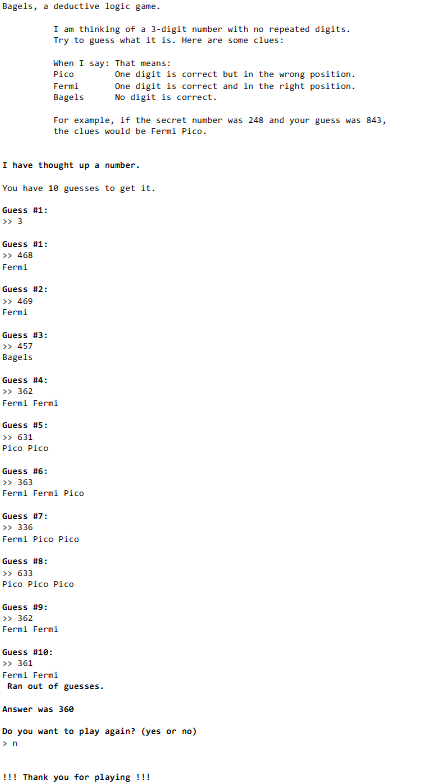 Bagels, a deductive logic game.
I am thinking of a 3-digit number with no repeated digits.
Try to guess what it is. Here are some clues:
When I say: That means:
Pico One digit is correct but in the wrong position.
Fermi One digit is correct and in the right position.
Bagels No digit is correct.
For example, if the secret number was 248 and your guess was 843,
the clues would be Fermi Pico.
I have thought up a number.
You have 10 guesses to get it.
Guess #1:
>> 3
Guess #1:
>> 468
Fermi
Guess #2:
>> 469
Fermi
Guess #3:
>> 457
Bagels
Guess #4:
>> 362
Fermi Fermi
Guess #5:
>> 631
Pico Pico
Guess #6:
>> 363
Fermi Fermi Pico
Guess #7:
>> 336
Fermi Pico Pico
Guess #8:
>> 633
Pico Pico Pico
Guess #9:
>> 362
Fermi Fermi
Guess #10:
>> 361
Fermi Fermi
Ran out of guesses.
Answer was 360
Do you want to play again? (yes or no)
> n
!!! Thank you for playing !!!